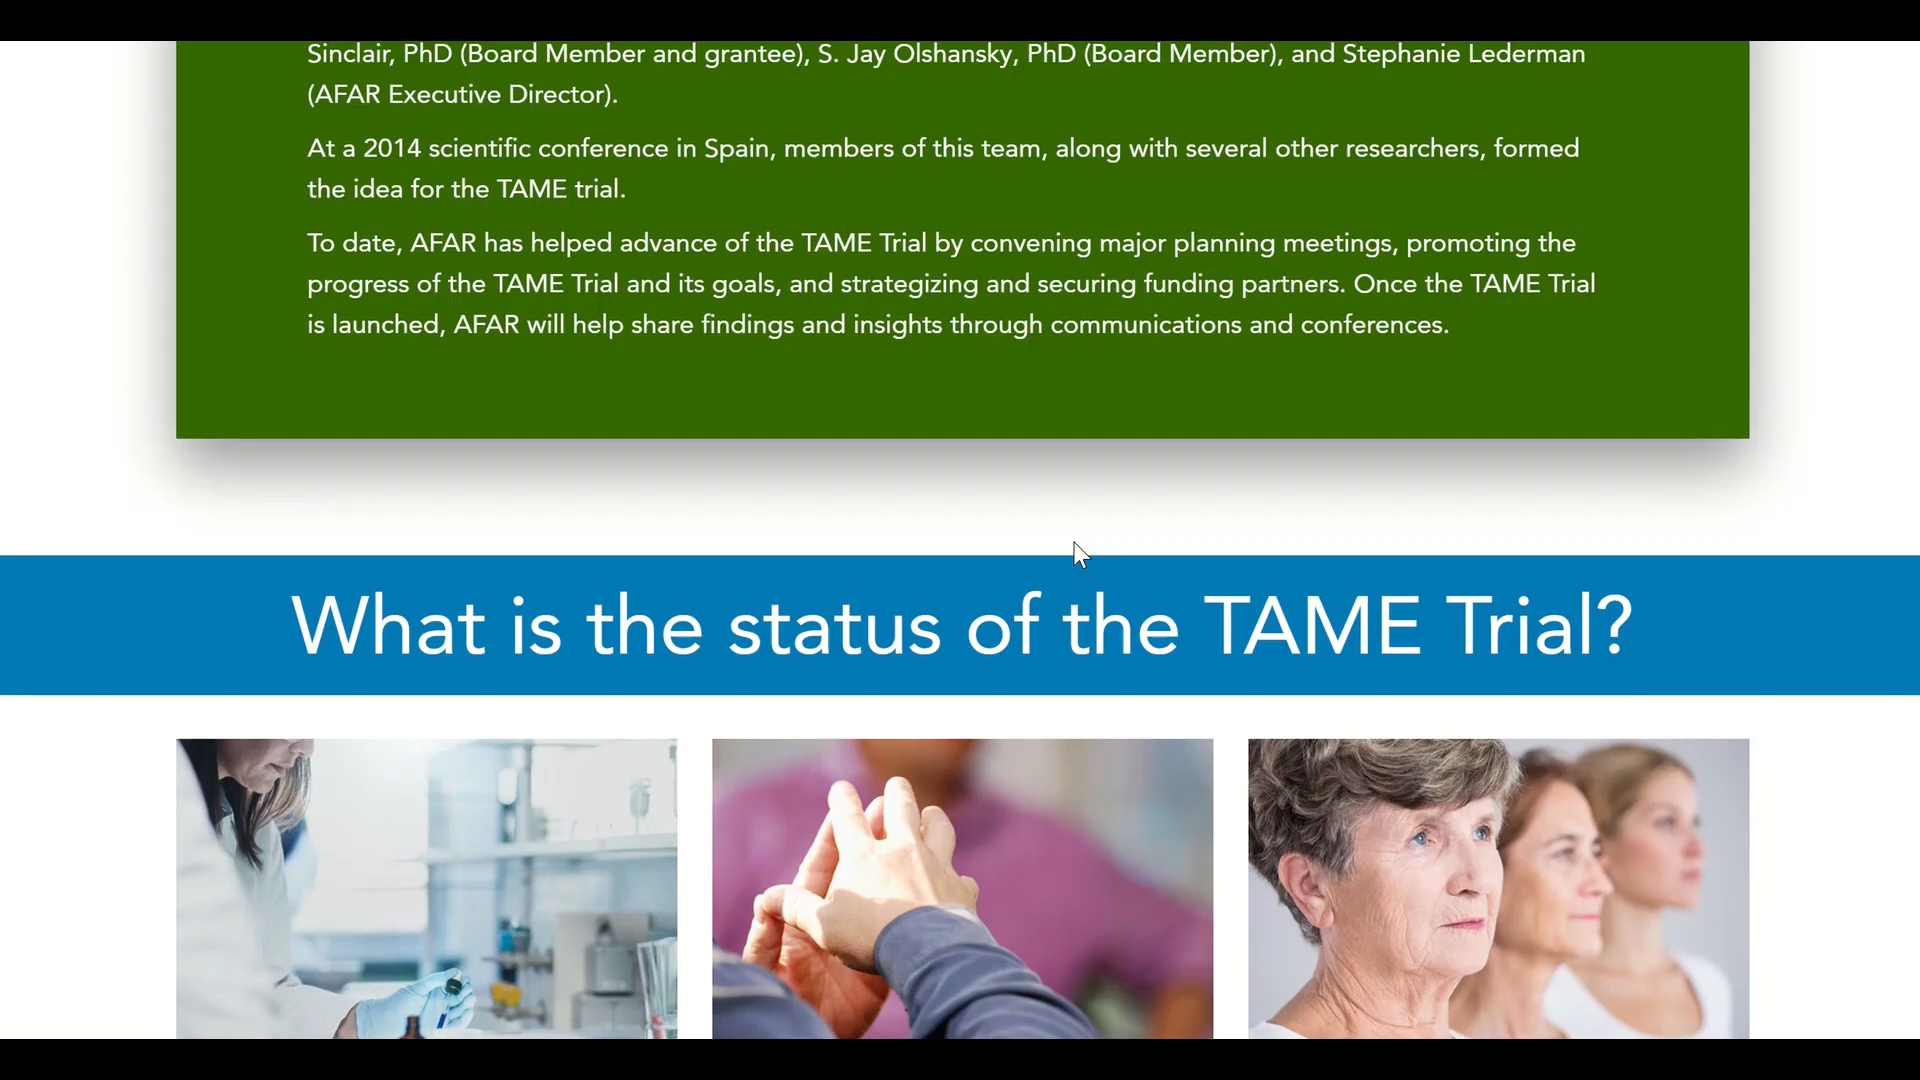 Sinclair, PhD (Board Member and grantee), S. Jay Olshansky, PhD (Board Member), and Stephanie Lederman
(AFAR Executive Director).
At a 2014 scientific conference in Spain, members of this team, along with several other researchers, formed
the idea for the TAME trial.
To date, AFAR has helped advance of the TAME Trial by convening major planning meetings, promoting the
progress of the TAME Trial and its goals, and strategizing and securing funding partners. Once the TAME Trial
is launched, AFAR will help share findings and insights through communications and conferences.
What is the status of the TAME Trial?